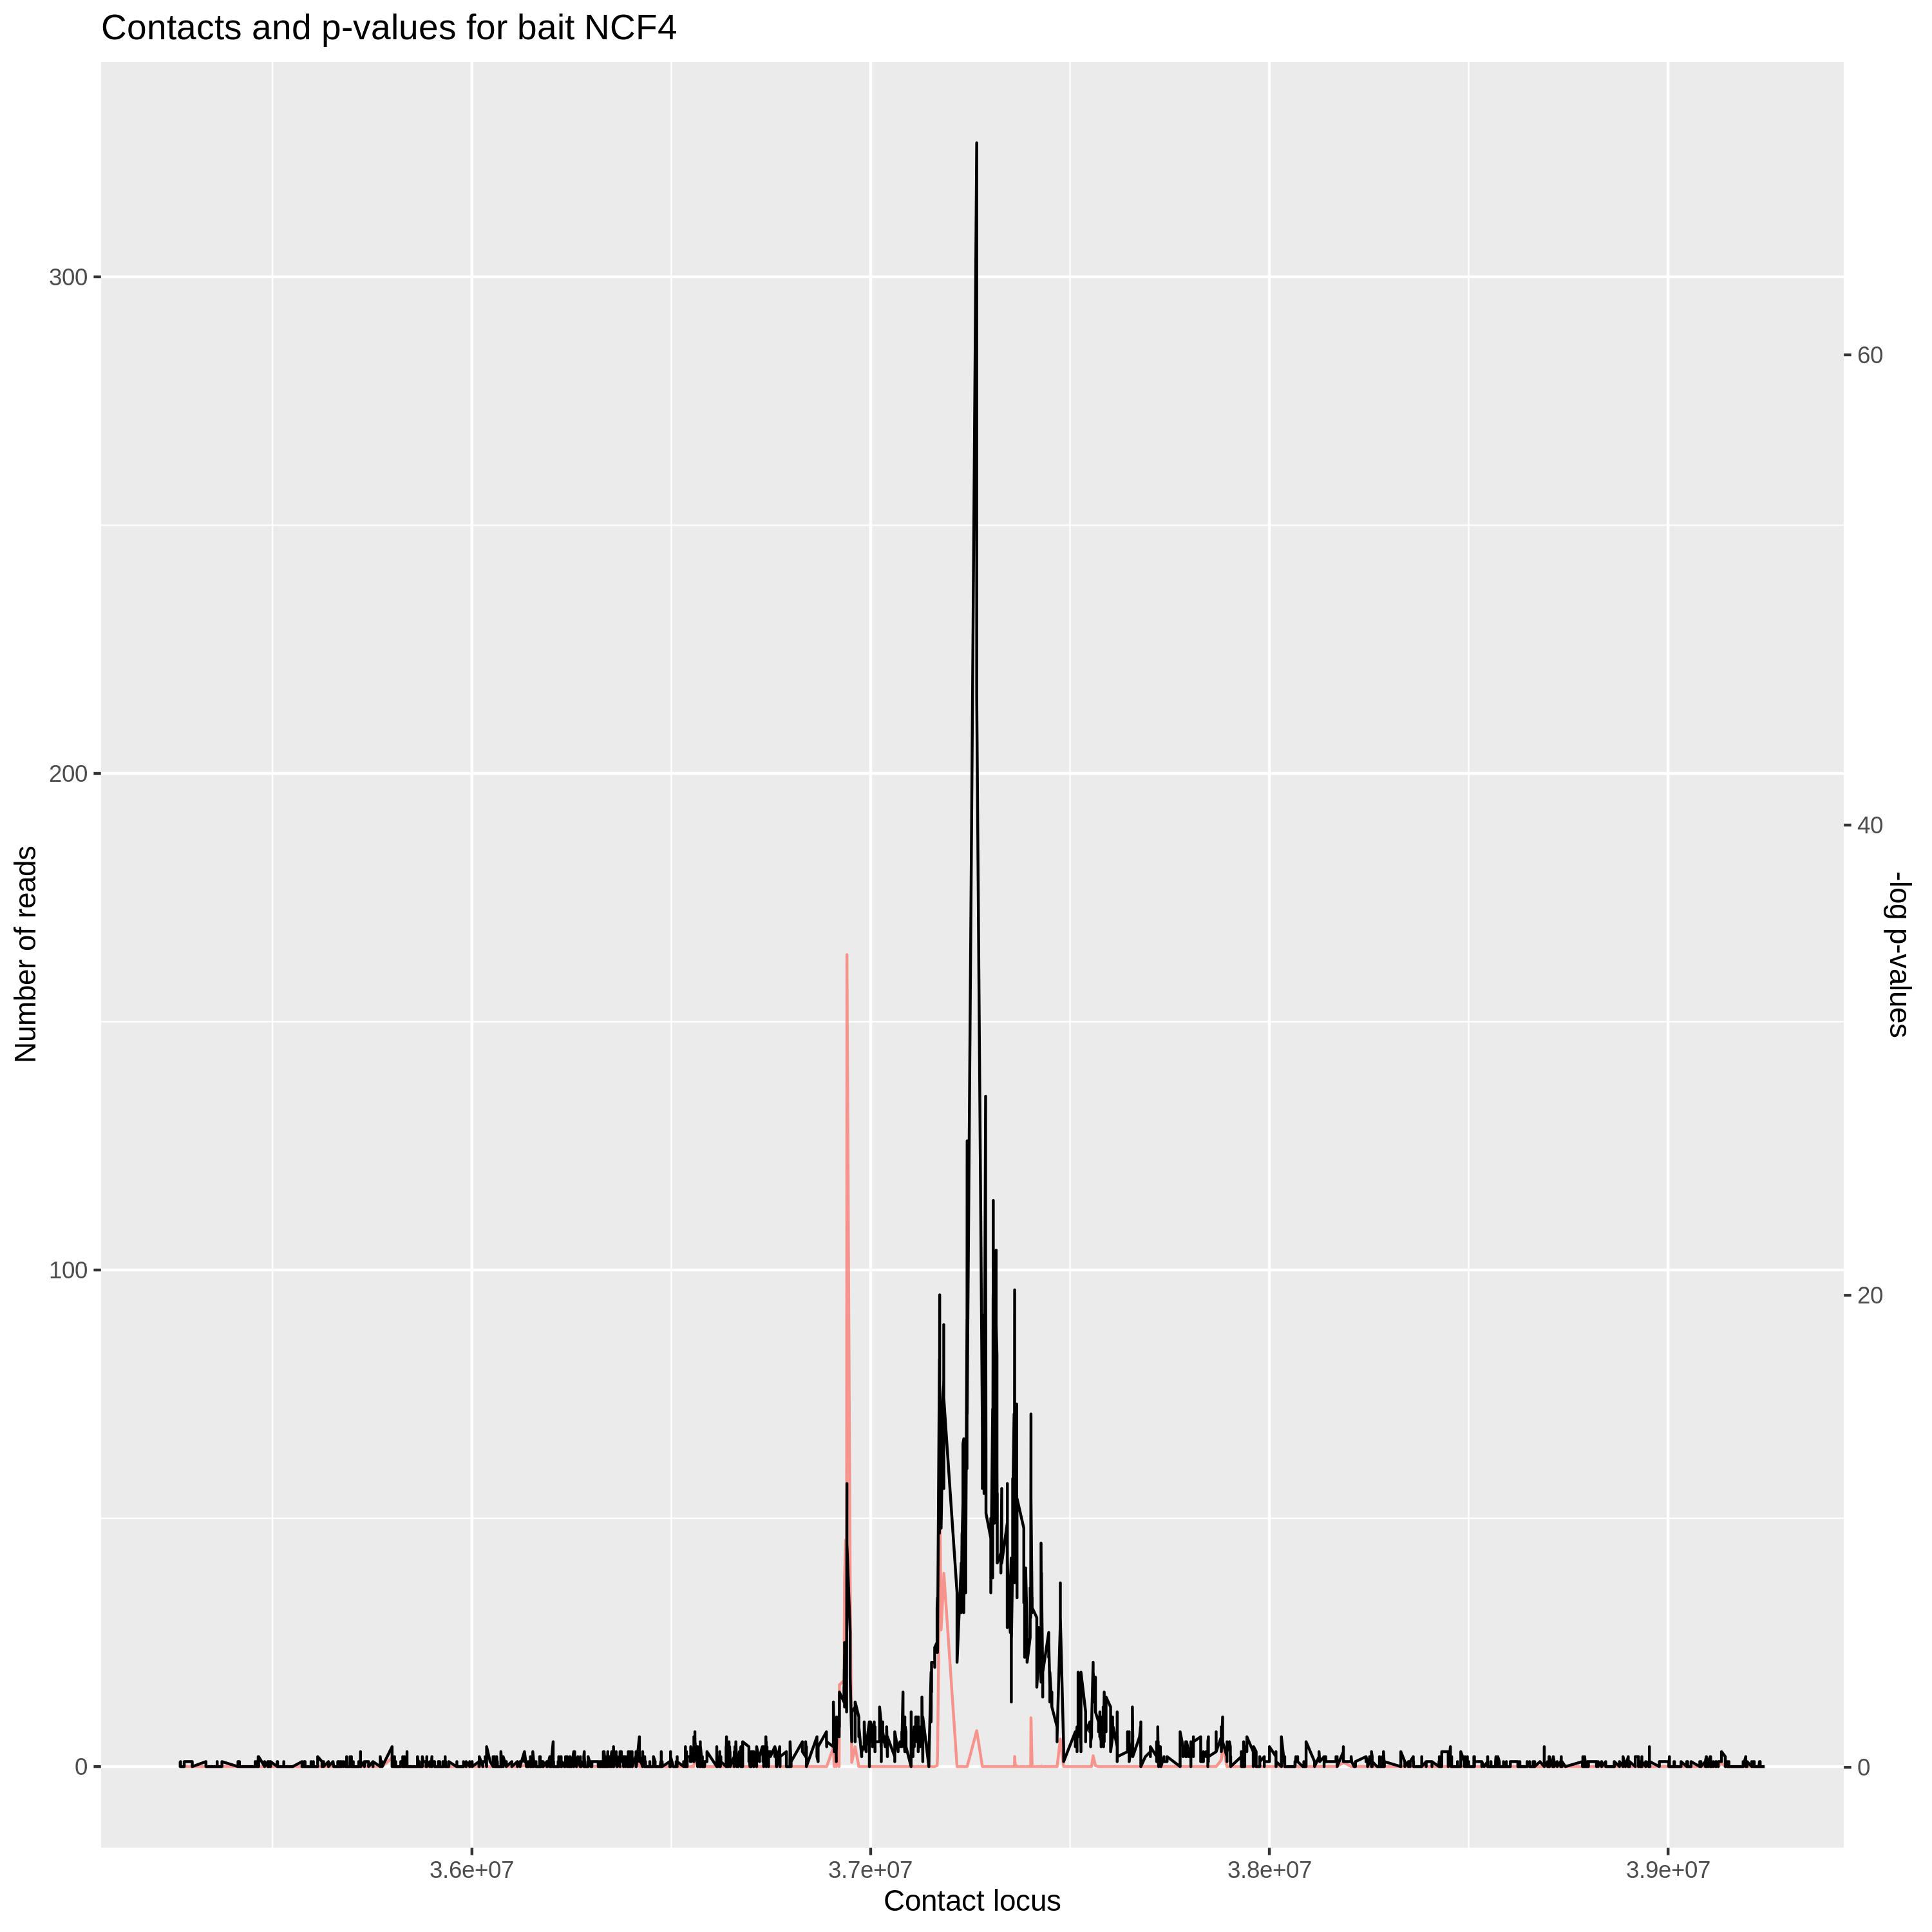 Contacts and p-values for bait NCF4
Number of reads
300
200
100
0
60
40
20
0
-log p-values
3.6e+07
3.7e+07
3.8e+07
3.9e+07
Contact locus